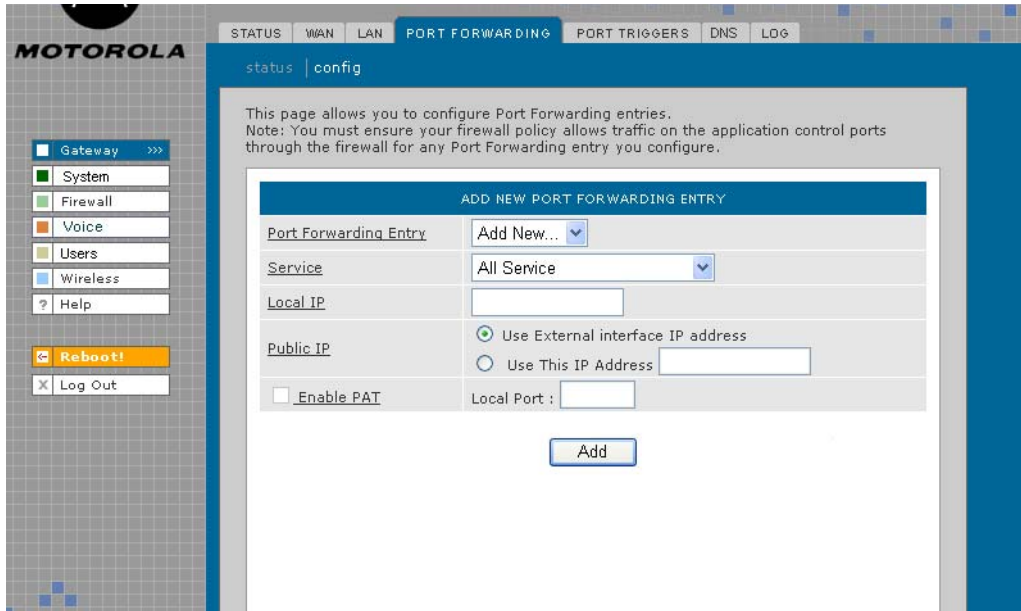 MOTOROLA
STATUS WAN LAN PORT FORWARDING PORT TRIGGERS DNS LOG
status | config
Gateway >>>
System
Firewall
Voice
Users
Wireless
? Help
Reboot!
X Log Out
This page allows you to configure Port Forwarding entries.
Note: You must ensure your firewall policy allows traffic on the application control ports
through the firewall for any Port Forwarding entry you configure.
ADD NEW PORT FORWARDING ENTRY
Port Forwarding Entry Add New...
Service All Service
Local IP
Public IP
Use External interface IP address
Use This IP Address
Enable PAT Local Port :
Add